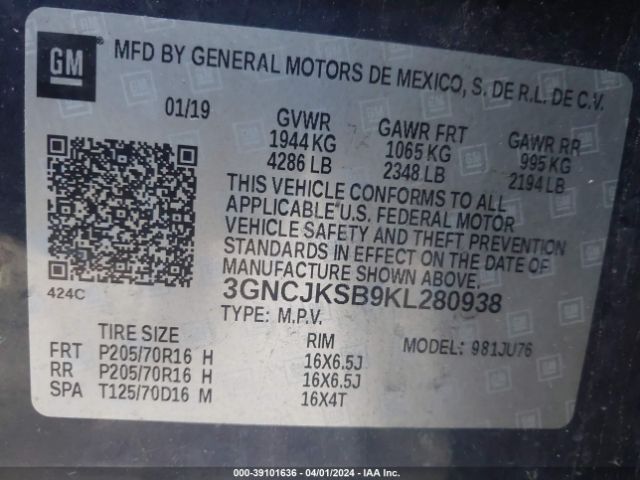 GM
MFD BY GENERAL MOTORS DE MEXICO, S. DE R.L. DE C.V.
01/19
GVWR GAWR FRT GAWR RR
1944 KG 1065 KG 995 KG
4286 LB 2348 LB 2194 LB
THIS VEHICLE CONFORMS TO ALL
APPLICABLE U.S. FEDERAL MOTOR
VEHICLE SAFETY AND THEFT PREVENTION
STANDARDS IN EFFECT ON THE DATE OF
MANUFACTURE SHOWN ABOVE.
424C
3GNCJKSB9KL280938
TYPE: M.P.V.
TIRE SIZE RIM MODEL: 981JU76
FRT P205/70R16 H 16X6.5J
RR P205/70R16 H 16X6.5J
SPA T125/70D16 M 16X4T
000-39101636 / 04/01/2024 / IAA Inc.